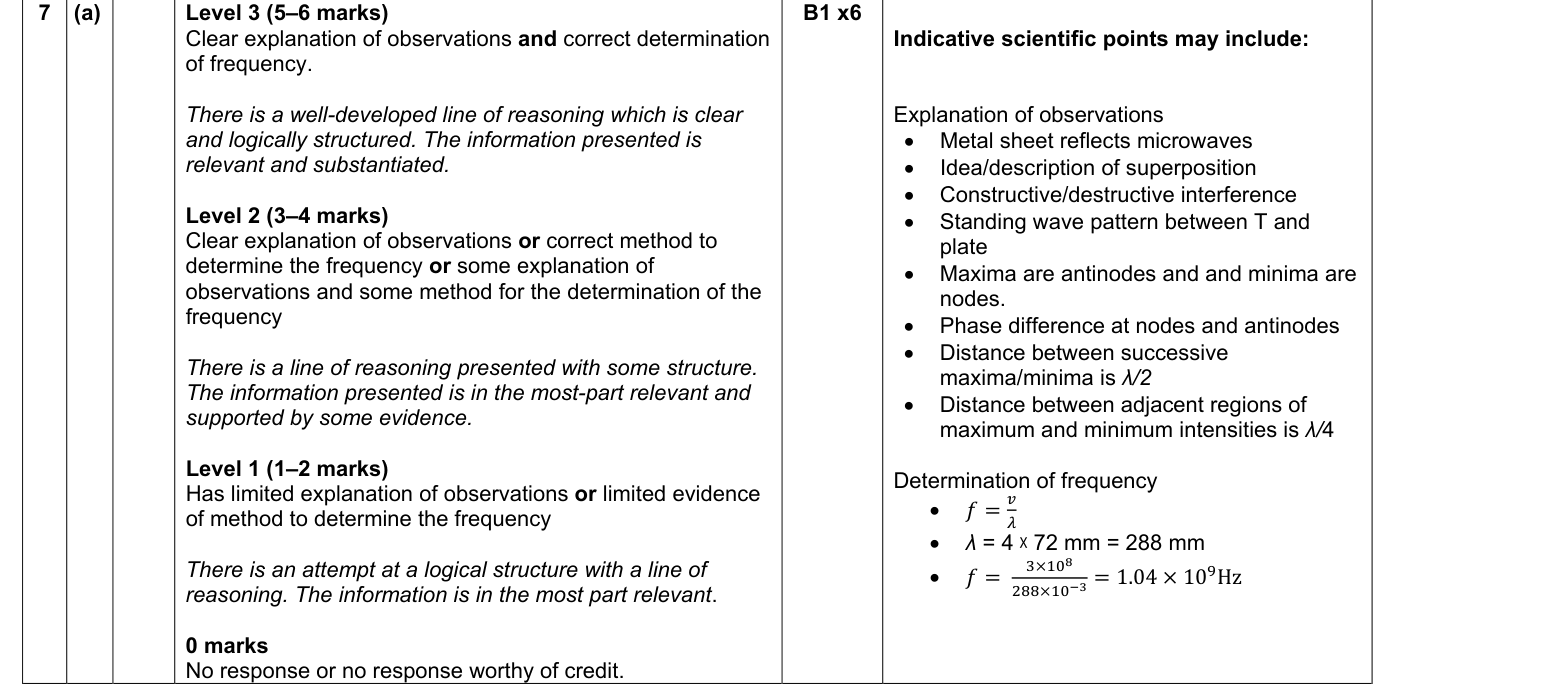 7 (a) Level 3 (5–6 marks) B1 x6
Clear explanation of observations and correct determination
of frequency.
There is a well-developed line of reasoning which is clear
and logically structured. The information presented is
relevant and substantiated.
Level 2 (3–4 marks)
Clear explanation of observations or correct method to
determine the frequency or some explanation of
observations and some method for the determination of the
frequency
There is a line of reasoning presented with some structure.
The information presented is in the most-part relevant and
supported by some evidence.
Level 1 (1–2 marks)
Has limited explanation of observations or limited evidence
of method to determine the frequency
There is an attempt at a logical structure with a line of
reasoning. The information is in the most part relevant.
0 marks
No response or no response worthy of credit.
Indicative scientific points may include:
Explanation of observations
• Metal sheet reflects microwaves
• Idea/description of superposition
• Constructive/destructive interference
• Standing wave pattern between T and
plate
• Maxima are antinodes and and minima are
nodes.
• Phase difference at nodes and antinodes
• Distance between successive
maxima/minima is λ/2
• Distance between adjacent regions of
maximum and minimum intensities is λ/4
Determination of frequency
• f = v/λ
• λ = 4 x 72 mm = 288 mm
• f = 3×10⁸/288×10⁻³ = 1.04 × 10⁹Hz